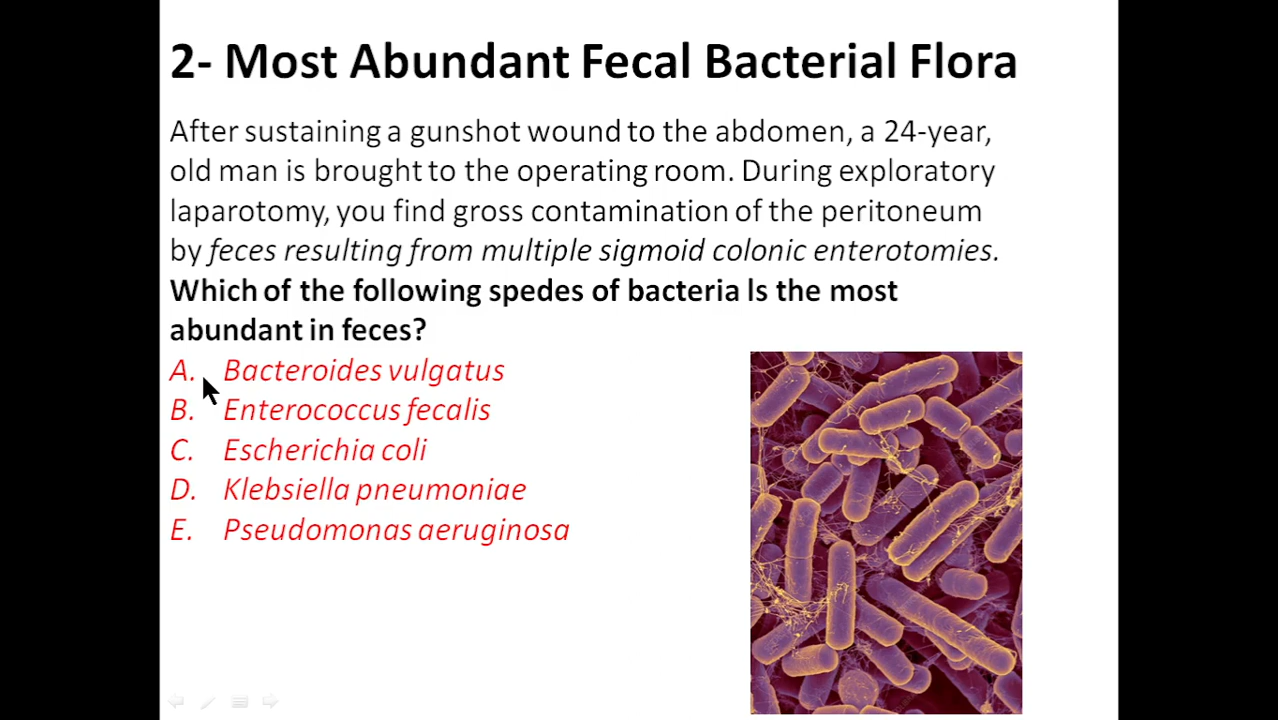 2- Most Abundant Fecal Bacterial Flora
After sustaining a gunshot wound to the abdomen, a 24-year,
old man is brought to the operating room. During exploratory
laparotomy, you find gross contamination of the peritoneum
by feces resulting from multiple sigmoid colonic enterotomies.
Which of the following spedes of bacteria ls the most
abundant in feces?
A. Bacteroides vulgatus
B. Enterococcus fecalis
C. Escherichia coli
D. Klebsiella pneumoniae
E. Pseudomonas aeruginosa